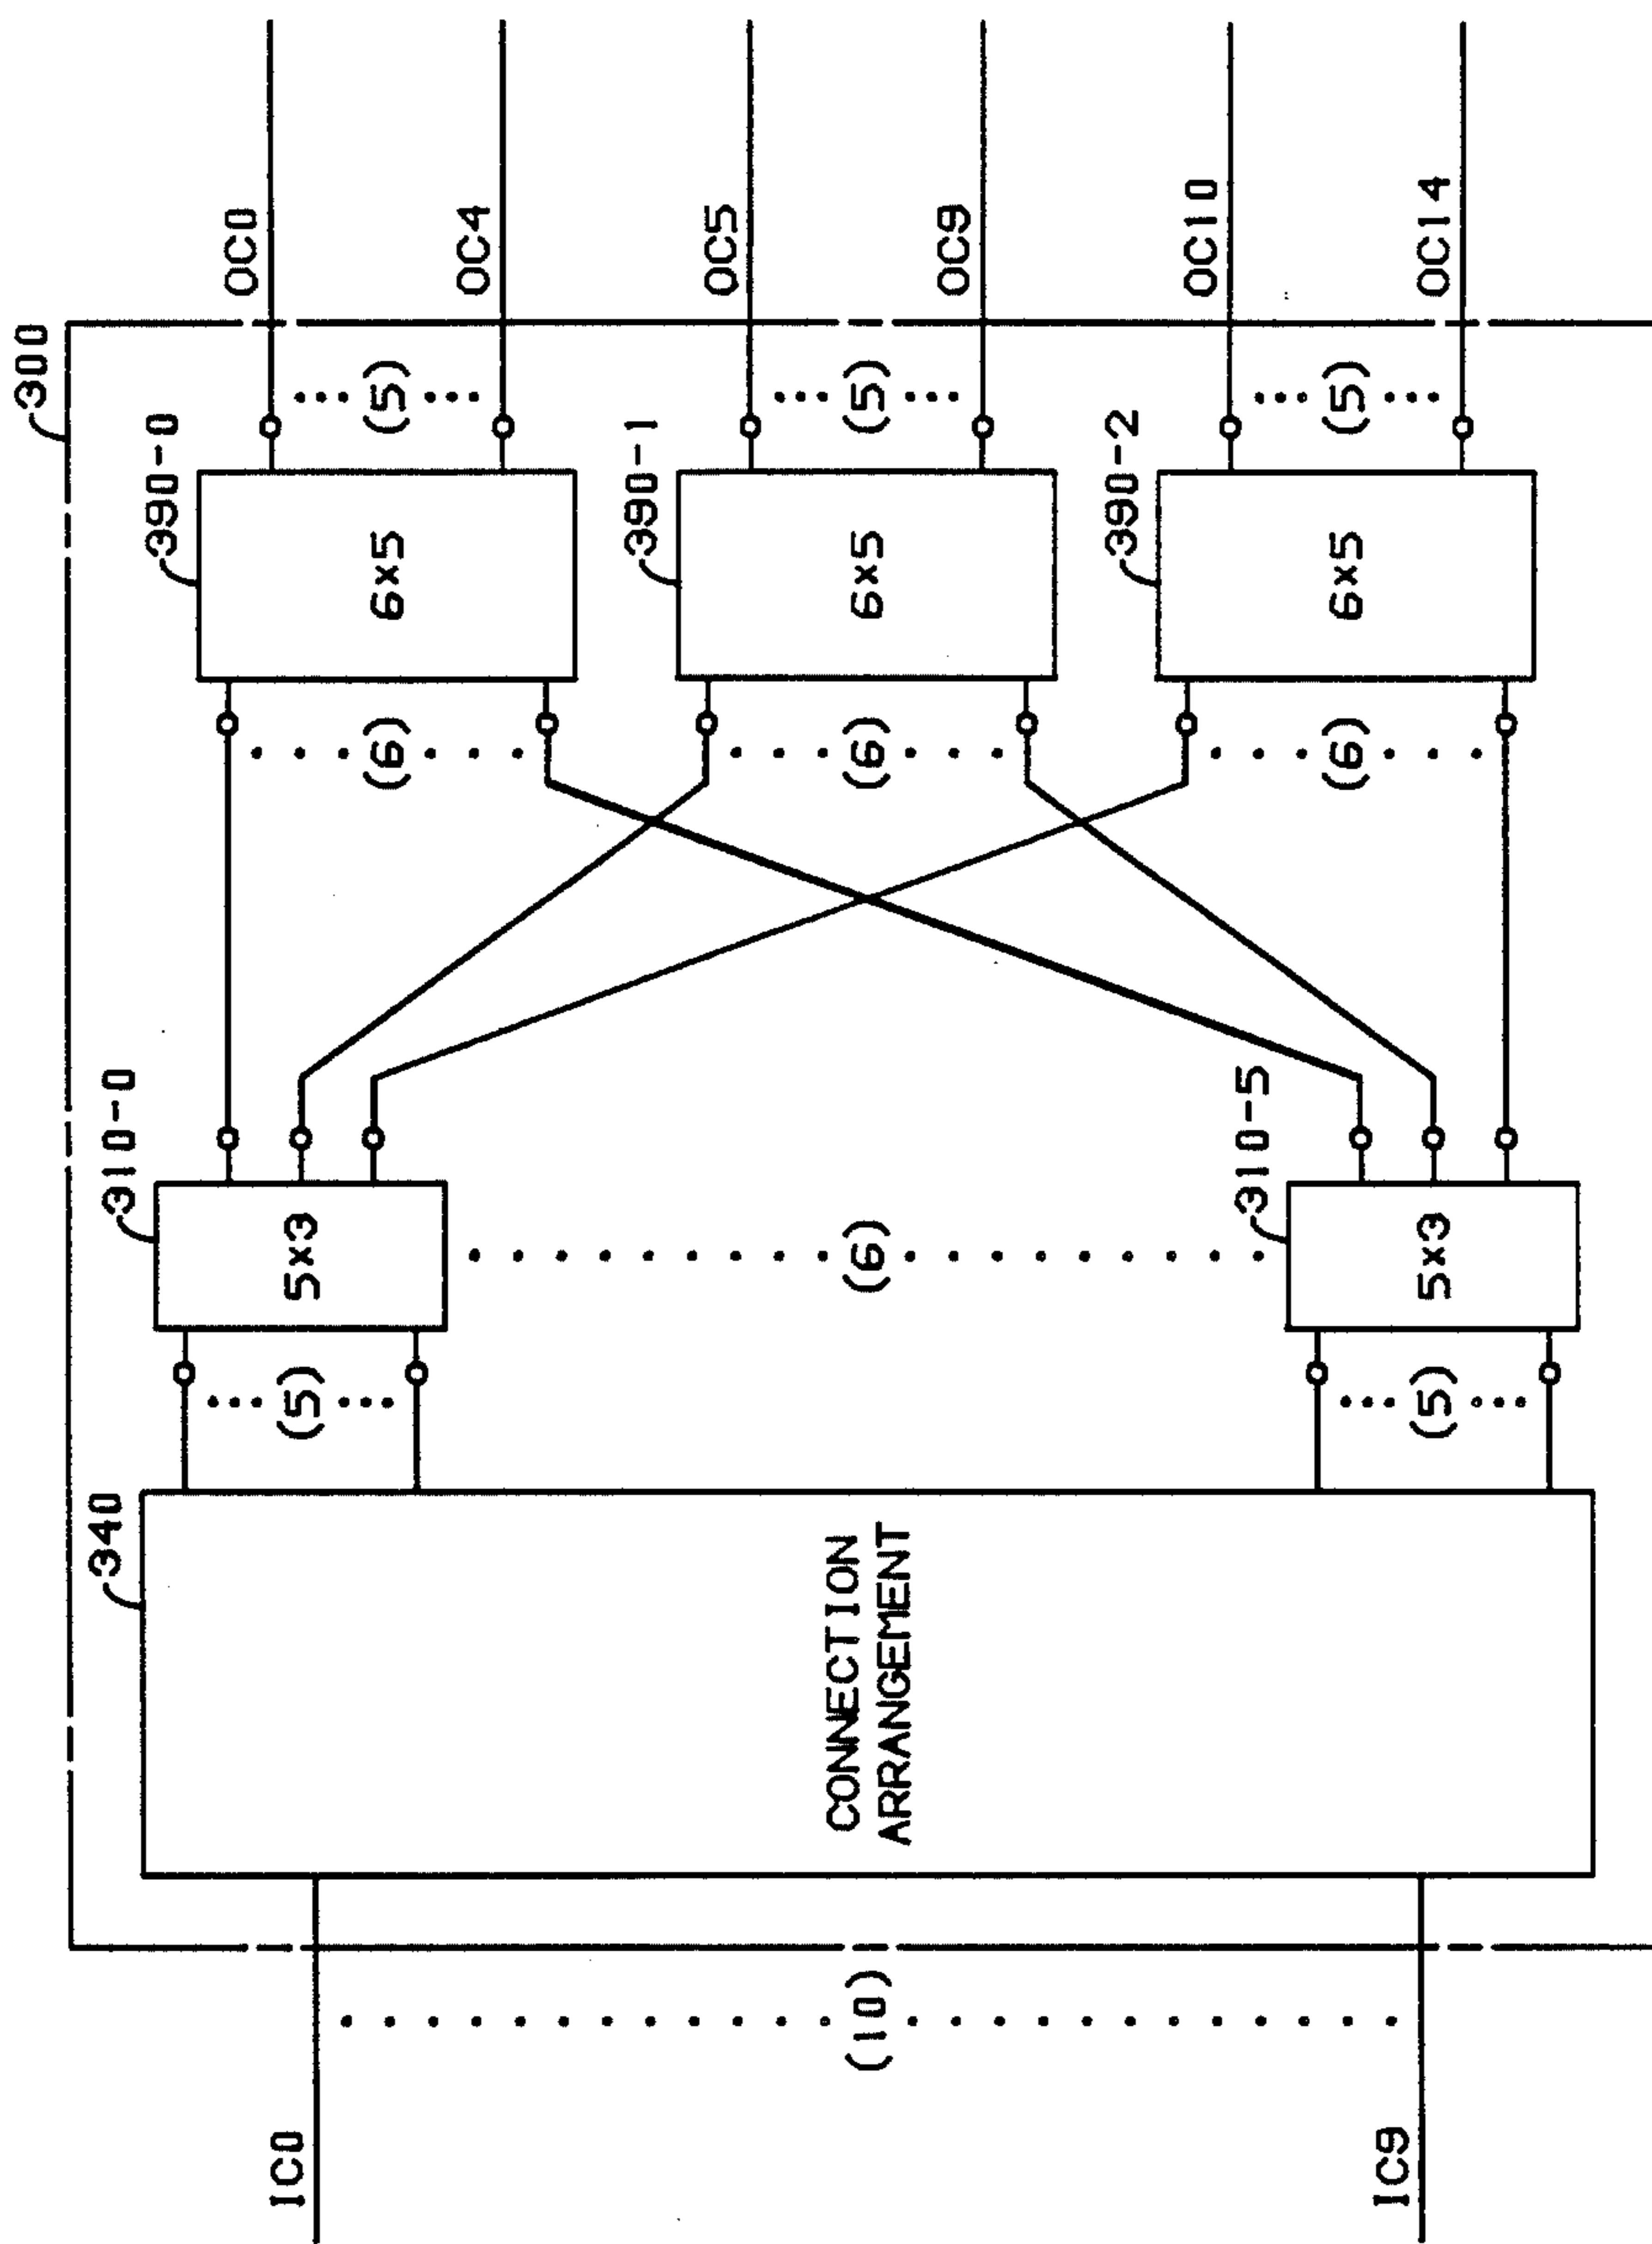 300
IC0
(10)
IC9
340
CONNECTION
ARRANGEMENT
(5)
(5)
310-0
5x3
(6)
310-5
5x3
(6)
(6)
(6)
390-0
6x5
390-1
6x5
390-2
6x5
(5)
(5)
(5)
OC0
OC4
OC5
OC9
OC10
OC14